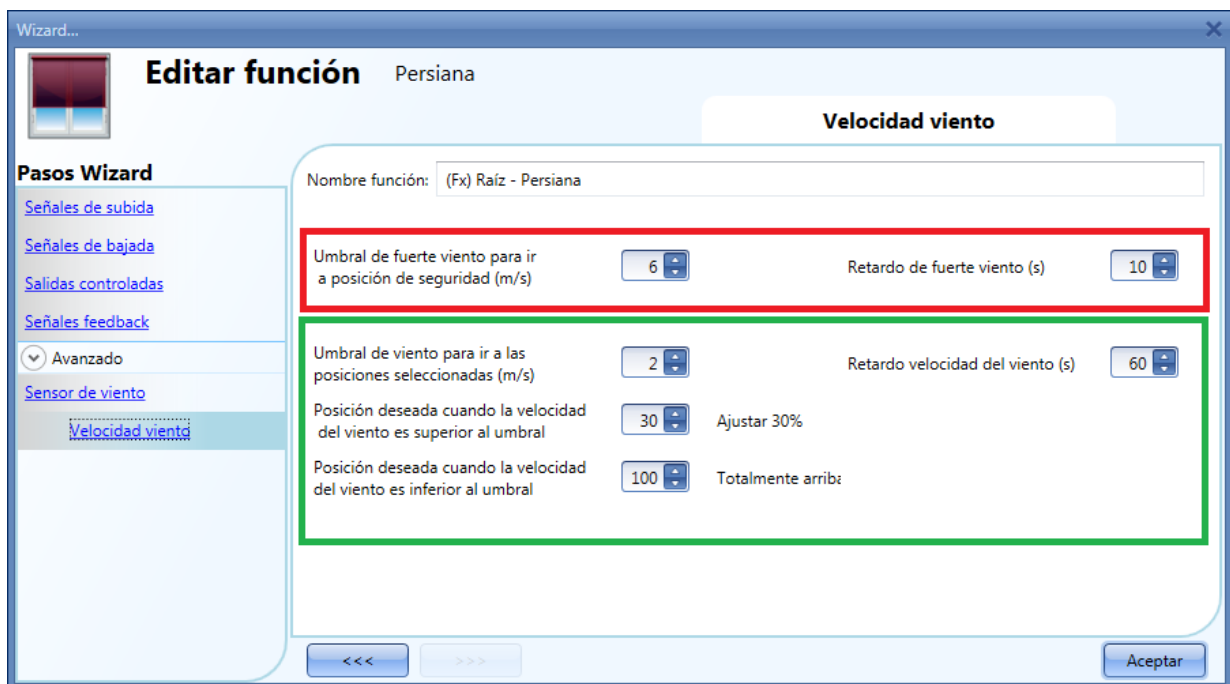 Wizard...
Editar función Persiana
Velocidad viento
Pasos Wizard
Señales de subida
Señales de bajada
Salidas controladas
Señales feedback
Avanzado
Sensor de viento
Velocidad viento
Nombre función: (Fx) Raíz - Persiana
Umbral de fuerte viento para ir
a posición de seguridad (m/s)
6
Retardo de fuerte viento (s)
10
Umbral de viento para ir a las
posiciones seleccionadas (m/s)
2
Retardo velocidad del viento (s)
60
Posición deseada cuando la velocidad
del viento es superior al umbral
30
Ajustar 30%
Posición deseada cuando la velocidad
del viento es inferior al umbral
100
Totalmente arriba
<<<
>>>
Aceptar